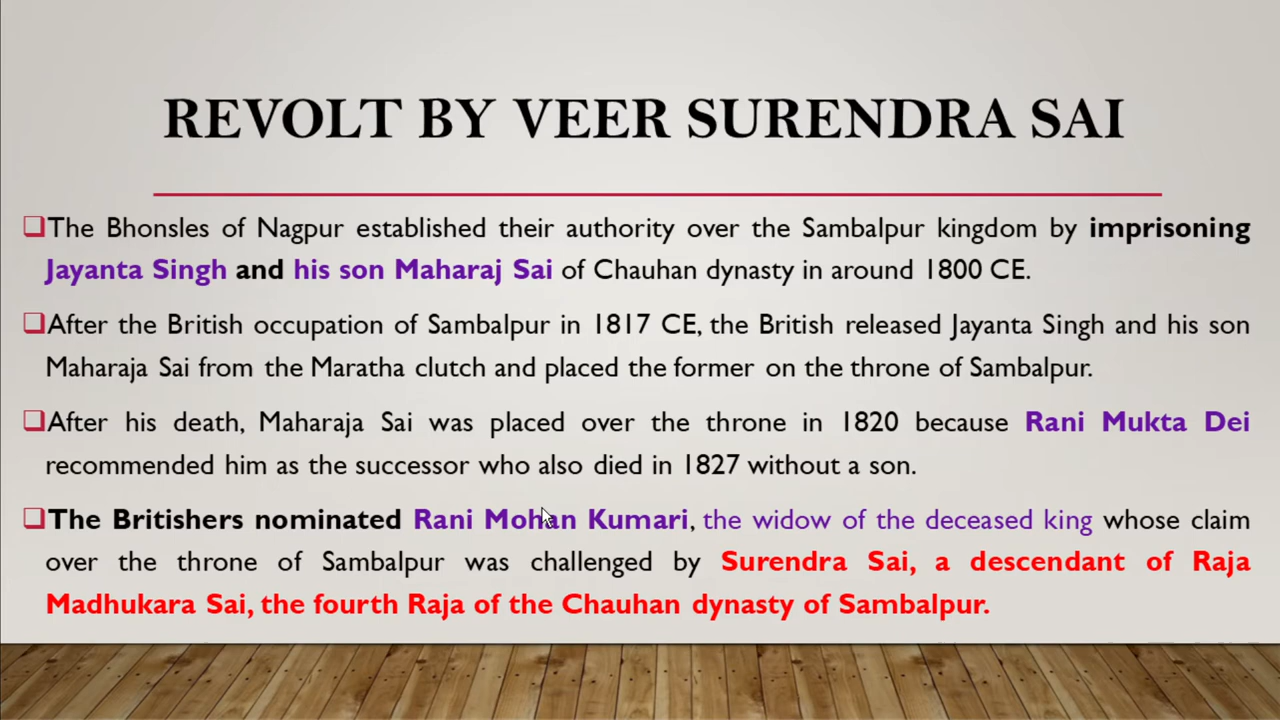 REVOLT BY VEER SURENDRA SAI
The Bhonsles of Nagpur established their authority over the Sambalpur kingdom by imprisoning
Jayanta Singh and his son Maharaj Sai of Chauhan dynasty in around 1800 CE.
After the British occupation of Sambalpur in 1817 CE, the British released Jayanta Singh and his son
Maharaja Sai from the Maratha clutch and placed the former on the throne of Sambalpur.
After his death, Maharaja Sai was placed over the throne in 1820 because Rani Mukta Dei
recommended him as the successor who also died in 1827 without a son.
The Britishers nominated Rani Mohan Kumari, the widow of the deceased king whose claim
over the throne of Sambalpur was challenged by Surendra Sai, a descendant of Raja
Madhukara Sai, the fourth Raja of the Chauhan dynasty of Sambalpur.